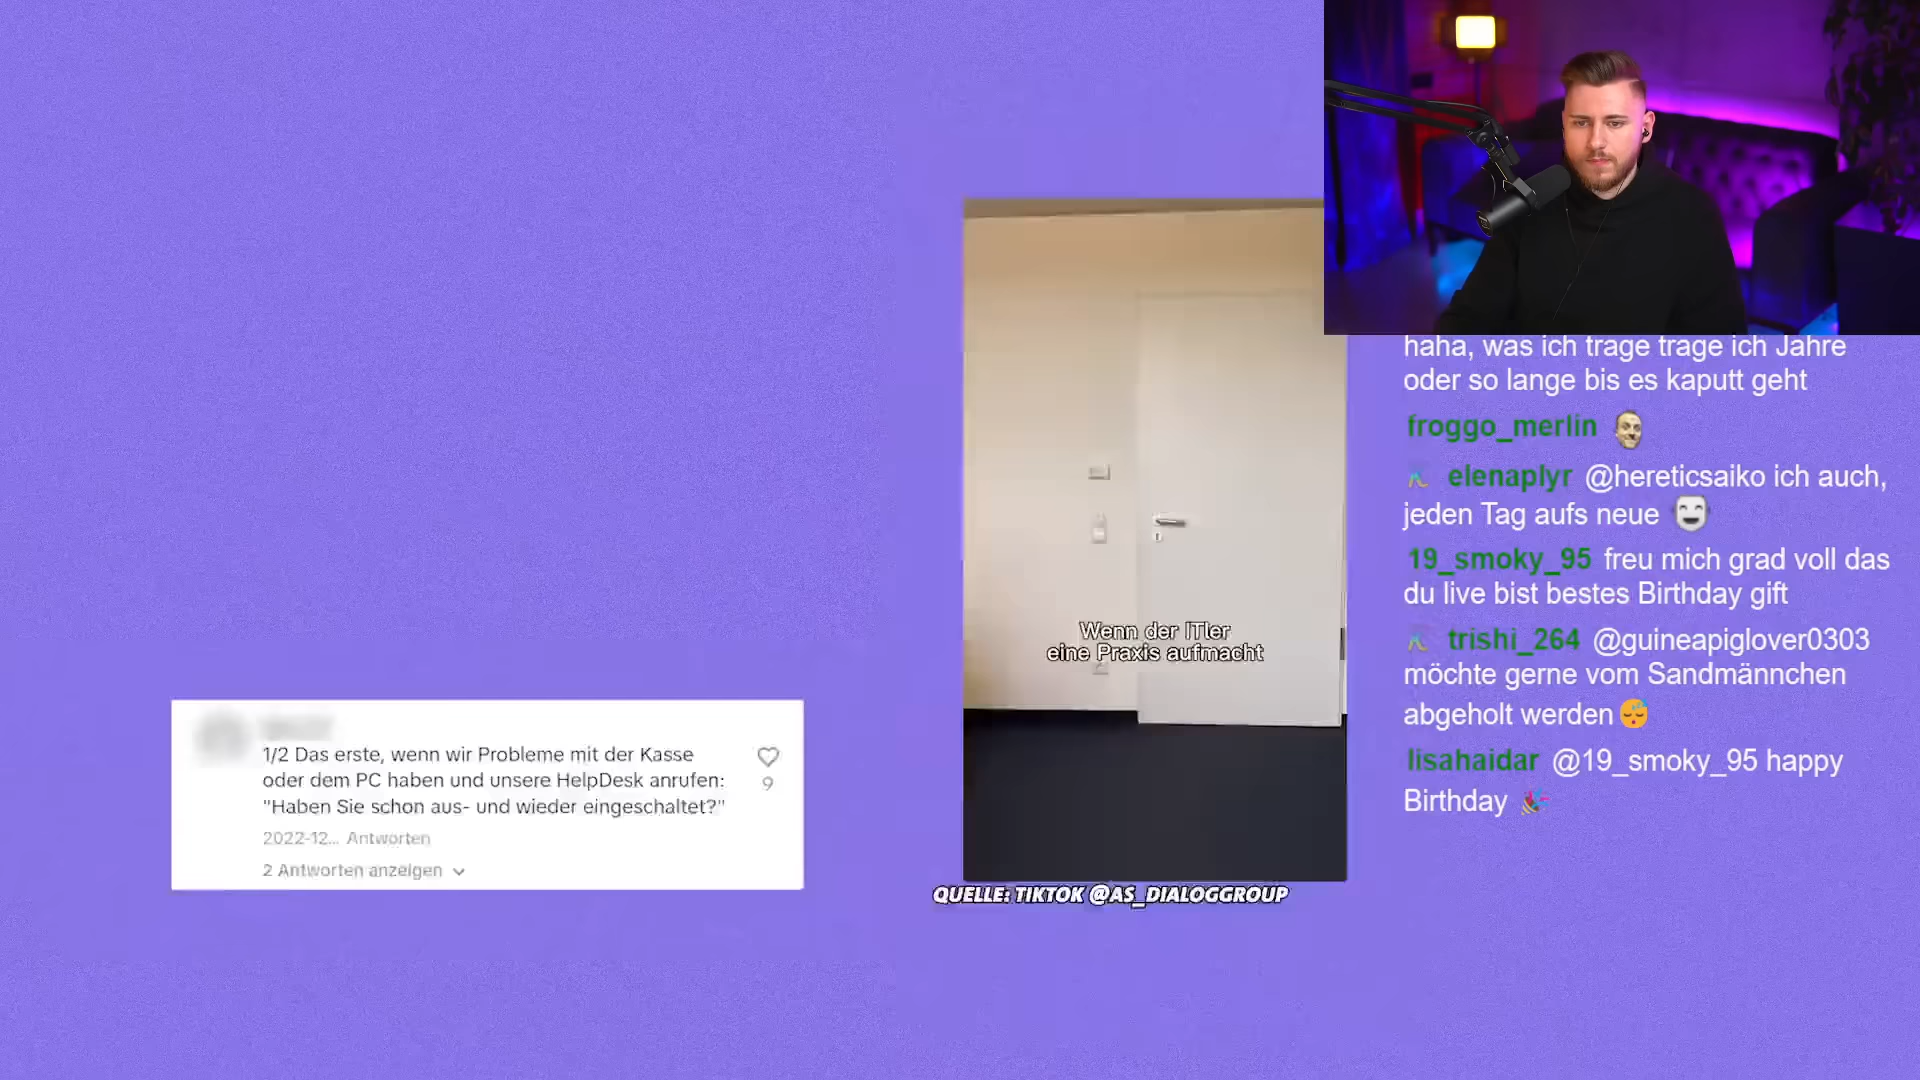 haha, was ich trage trage ich Jahre
oder so lange bis es kaputt geht
froggo_merlin
elenaplyr @hereticsaiko ich auch,
jeden Tag aufs neue
19_smoky_95 freu mich grad voll das
du live bist bestes Birthday gift
trishi_264 @guineapiglover0303
möchte gerne vom Sandmännchen
abgeholt werden😴
lisahaidar @19_smoky_95 happy
Birthday 🎉
Wenn der ITler
eine Praxis aufmacht
QUELLE: TIKTOK @AS_DIALOGGROUP
1/2 Das erste, wenn wir Probleme mit der Kasse
oder dem PC haben und unsere HelpDesk anrufen:
"Haben Sie schon aus- und wieder eingeschaltet?"
9
2022-12... Antworten
2 Antworten anzeigen